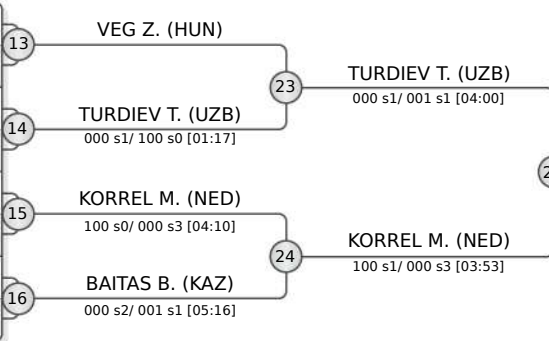 13
VEG Z. (HUN)
23
TURDIEV T. (UZB)
000 s1/ 001 s1 [04:00]
14
TURDIEV T. (UZB)
000 s1/ 100 s0 [01:17]
15
KORREL M. (NED)
100 s0/ 000 s3 [04:10]
24
KORREL M. (NED)
100 s1/ 000 s3 [03:53]
16
BAITAS B. (KAZ)
000 s2/ 001 s1 [05:16]